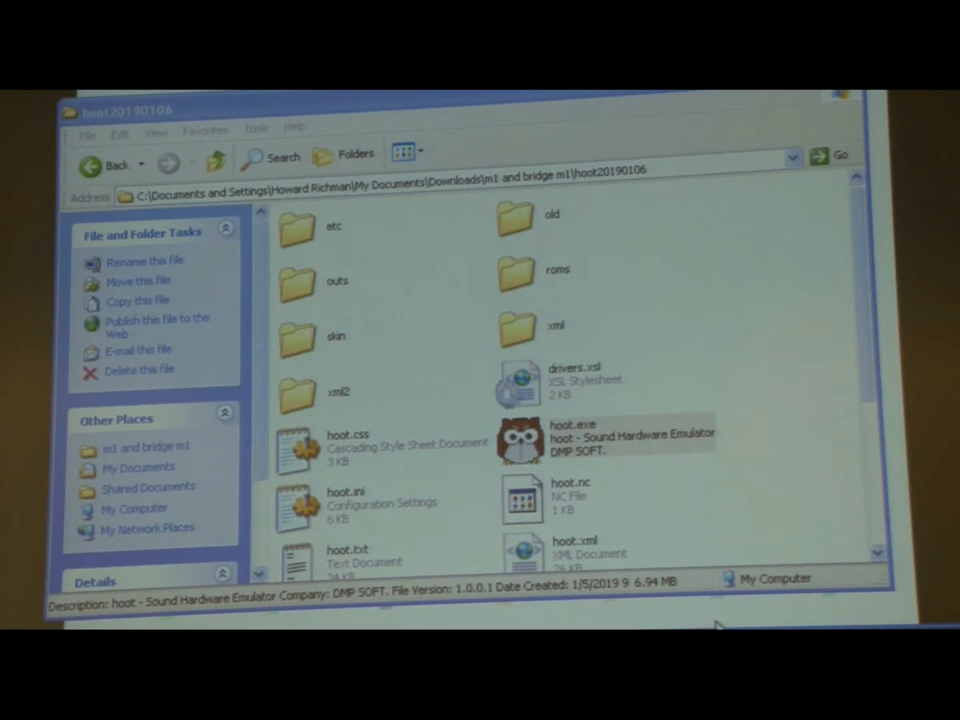 hoot20190106
File Edit View Favorites Tools Help
Back Search Folders
Address C:\Documents and Settings\Howard Richman\My Documents\Downloads\m1 and bridge m1\hoot20190106 Go
File and Folder Tasks
Rename this file
Move this file
Copy this file
Publish this file to the
Web
E-mail this file
Delete this file
Other Places
m1 and bridge m1
My Documents
Shared Documents
My Computer
My Network Places
Details
etc
old
outs
roms
skin
xml
xml2
drivers.xsl
XSL Stylesheet
2 KB
hoot.css
Cascading Style Sheet Document
3 KB
hoot.exe
hoot - Sound Hardware Emulator
DMP SOFT.
hoot.ini
Configuration Settings
6 KB
hoot.nc
NC File
1 KB
hoot.txt
Text Document
34 KB
hoot.xml
XML Document
26 KB
Description: hoot - Sound Hardware Emulator Company: DMP SOFT. File Version: 1.0.0.1 Date Created: 1/5/2019 9 6.94 MB My Computer